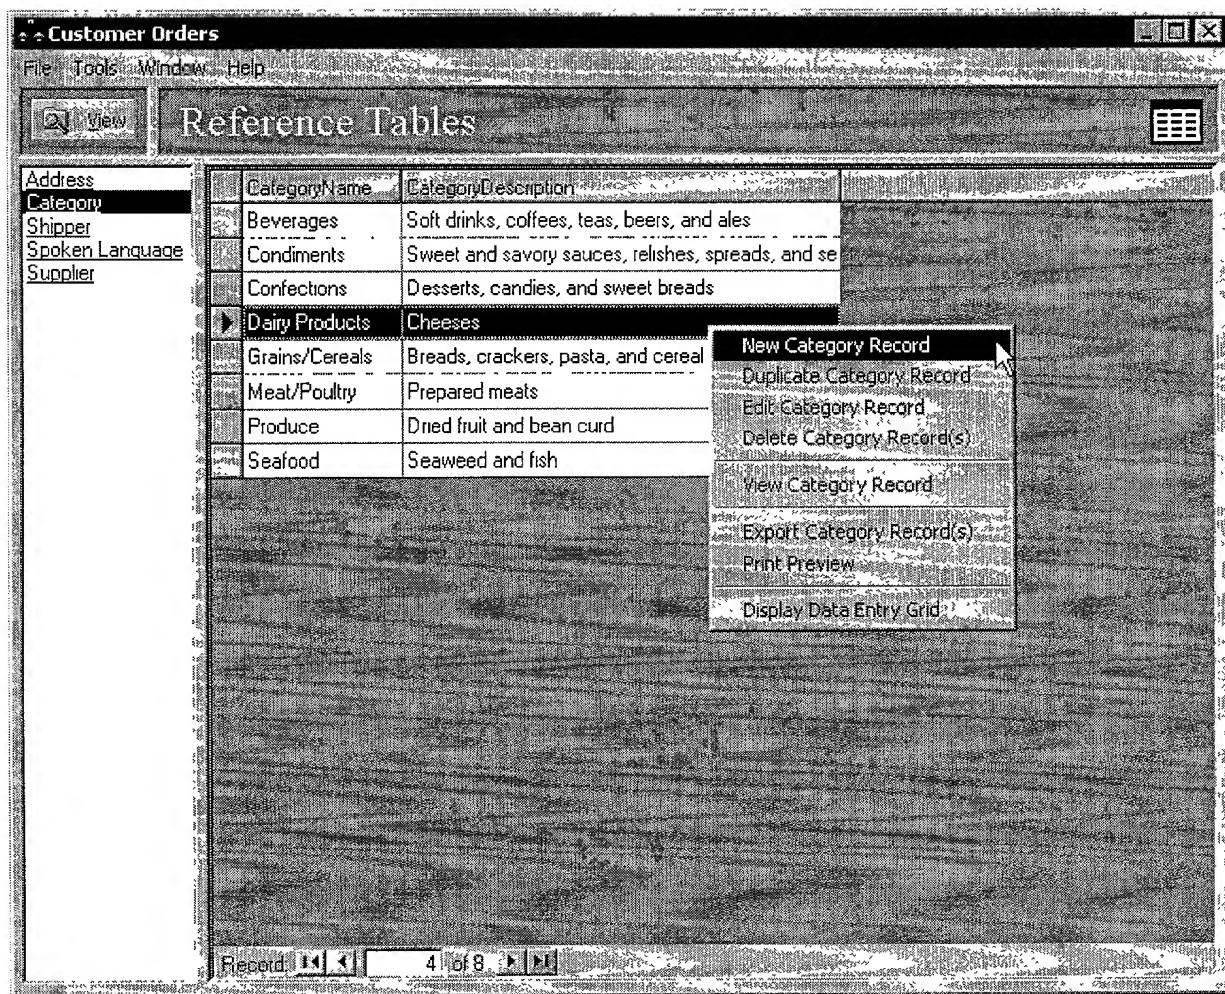 Customer Orders
File Tools Window Help
View
Reference Tables
Address
Category
Shipper
Spoken Language
Supplier
CategoryName CategoryDescription
Beverages Soft drinks, coffees, teas, beers, and ales
Condiments Sweet and savory sauces, relishes, spreads, and se
Confections Desserts, candies, and sweet breads
Dairy Products Cheeses
Grains/Cereals Breads, crackers, pasta, and cereal
Meat/Poultry Prepared meats
Produce Dried fruit and bean curd
Seafood Seaweed and fish
New Category Record
Duplicate Category Record
Edit Category Record
Delete Category Record(s)
View Category Record
Export Category Record(s)
Print Preview
Display Data Entry Grid
Record: 4 of 8